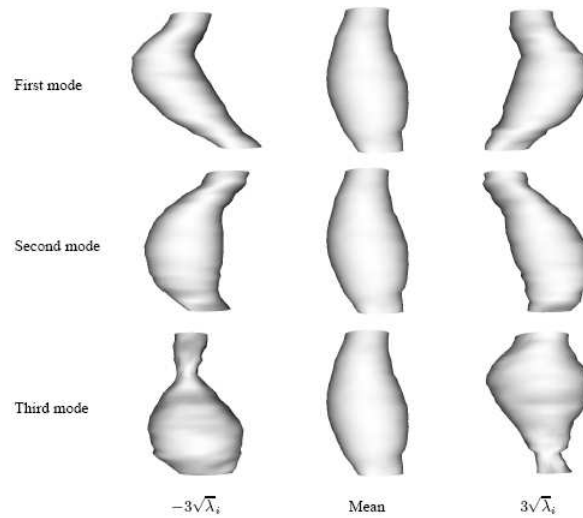 First mode
Second mode
Third mode
−3√λᵢ Mean 3√λᵢ